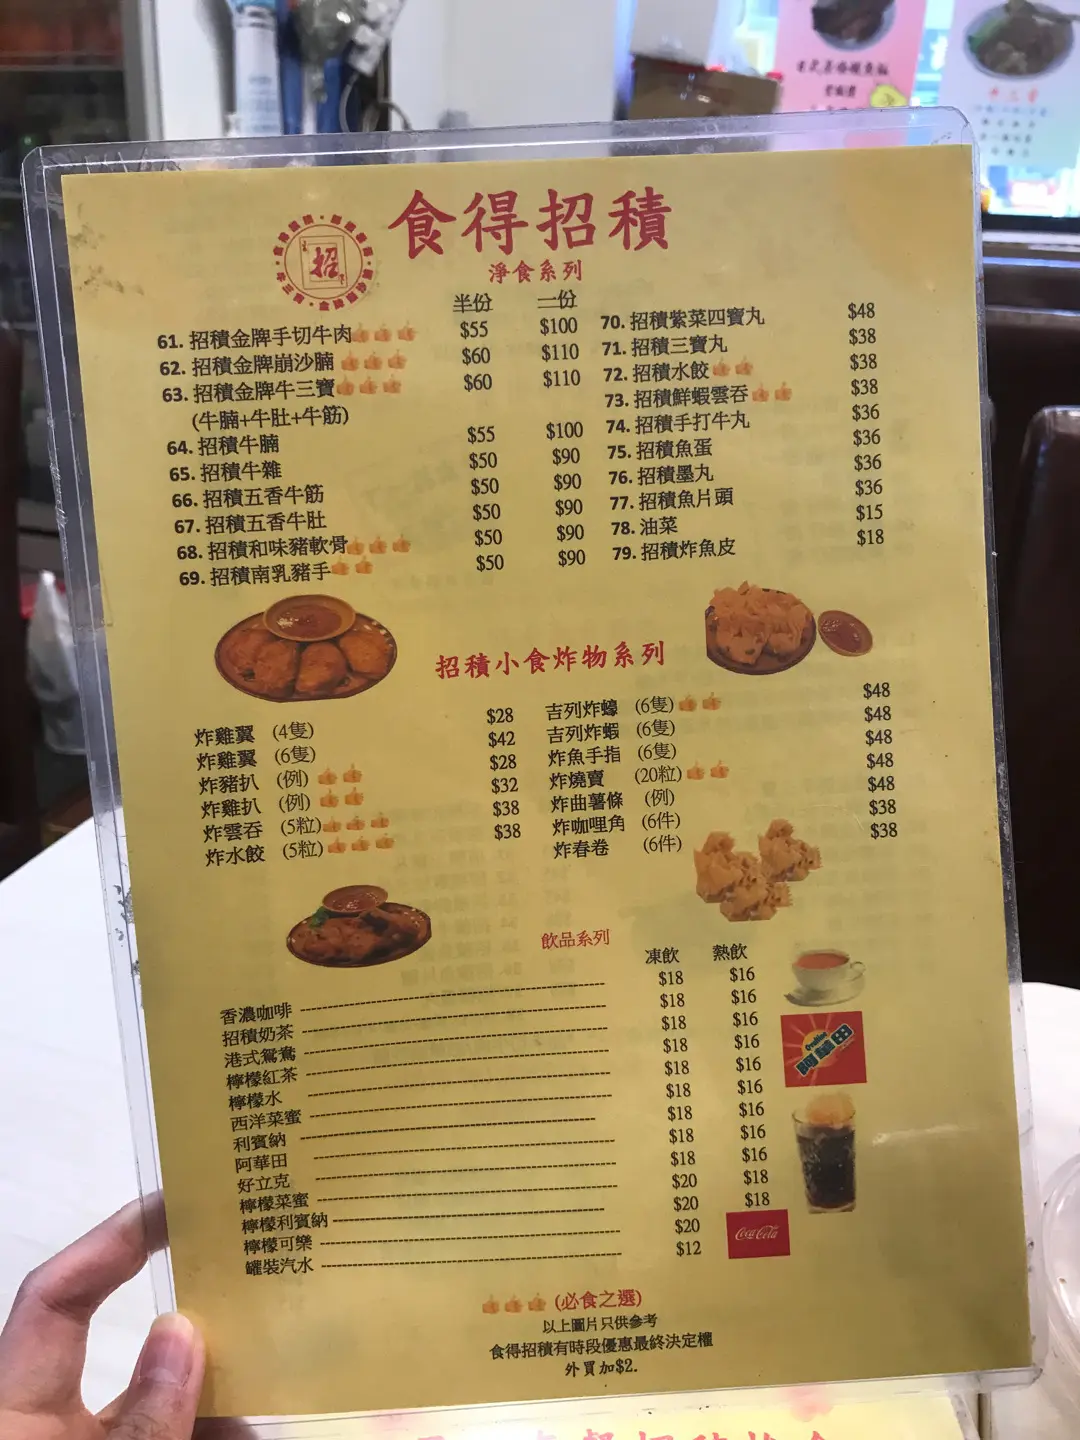 食得招積
招
淨食系列
半份 一份
61. 招積金牌手切牛肉 $55 $100
62. 招積金牌崩沙腩 $60 $110
63. 招積金牌牛三寶 $60 $110
(牛腩+牛肚+牛筋)
64. 招積牛腩 $55 $100
65. 招積牛雜 $50 $90
66. 招積五香牛筋 $50 $90
67. 招積五香牛肚 $50 $90
68. 招積和味豬軟骨 $50 $90
69. 招積南乳豬手 $50 $90
70. 招積紫菜四寶丸 $48
71. 招積三寶丸 $38
72. 招積水餃 $38
73. 招積鮮蝦雲吞 $38
74. 招積手打牛丸 $36
75. 招積魚蛋 $36
76. 招積墨丸 $36
77. 招積魚片頭 $36
78. 油菜 $15
79. 招積炸魚皮 $18
招積小食炸物系列
炸雞翼 (4隻) $28
炸雞翼 (6隻) $42
炸豬扒 (例) $28
炸雞扒 (例) $32
炸雲吞 (5粒) $38
炸水餃 (5粒) $38
吉列炸蠔 (6隻) $48
吉列炸蝦 (6隻) $48
炸魚手指 (6隻) $48
炸燒賣 (20粒) $48
炸曲薯條 (例) $48
炸咖哩角 (6件) $38
炸春卷 (6件) $38
飲品系列
凍飲 熱飲
香濃咖啡 $18 $16
招積奶茶 $18 $16
港式鴛鴦 $18 $16
檸檬紅茶 $18 $16
檸檬水 $18 $16
西洋菜蜜 $18 $16
利賓納 $18 $16
阿華田 $18 $16
好立克 $18 $16
檸檬菜蜜 $20 $18
檸檬利賓納 $20 $18
檸檬可樂 $20
罐裝汽水 $12
Ovaltine
阿華田
Coca-Cola
(必食之選)
以上圖片只供參考
食得招積有時段優惠最終決定權
外買加$2.